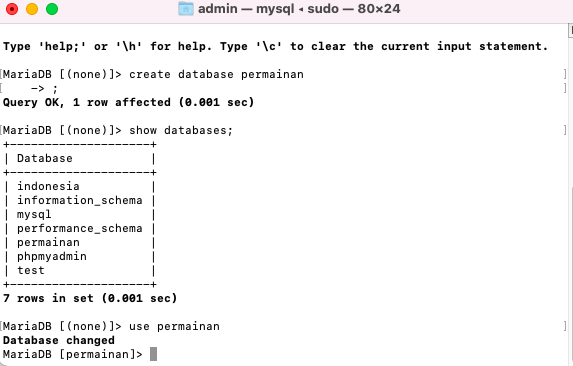 admin — mysql ◂ sudo — 80×24
Type 'help;' or '\h' for help. Type '\c' to clear the current input statement.
[MariaDB [(none)]> create database permainan ]
[    -> ; ]
Query OK, 1 row affected (0.001 sec)
[MariaDB [(none)]> show databases; ]
+--------------------+
| Database           |
+--------------------+
| indonesia          |
| information_schema |
| mysql              |
| performance_schema |
| permainan          |
| phpmyadmin         |
| test               |
+--------------------+
7 rows in set (0.001 sec)
[MariaDB [(none)]> use permainan ]
Database changed
MariaDB [permainan]>